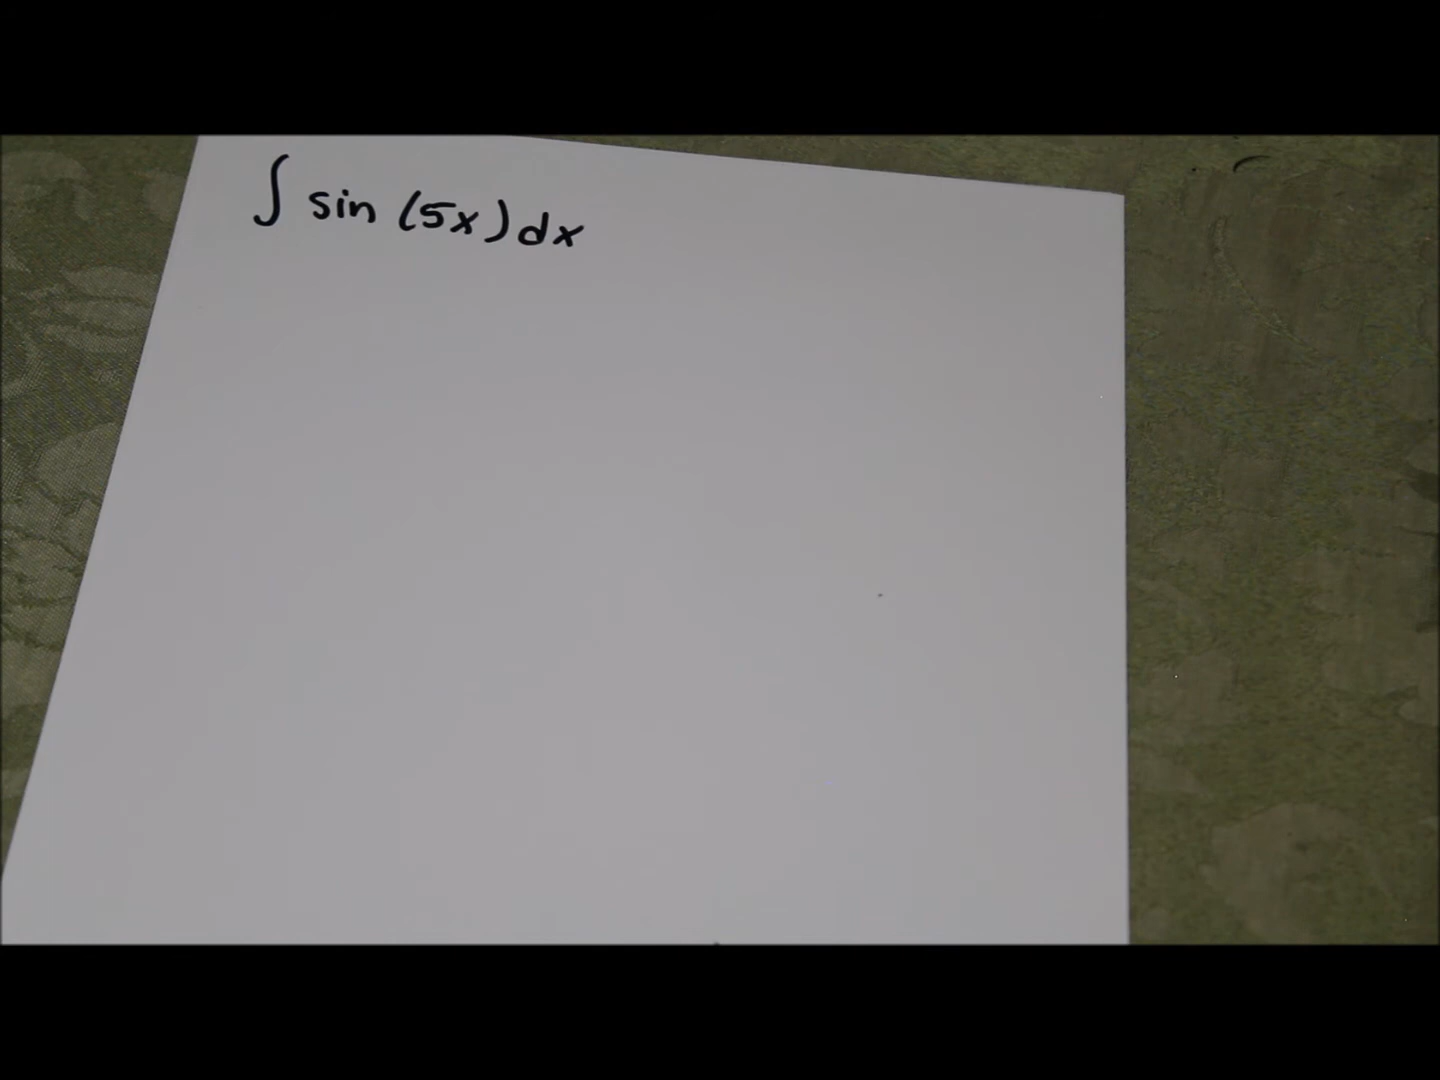 ∫ sin (5x) dx